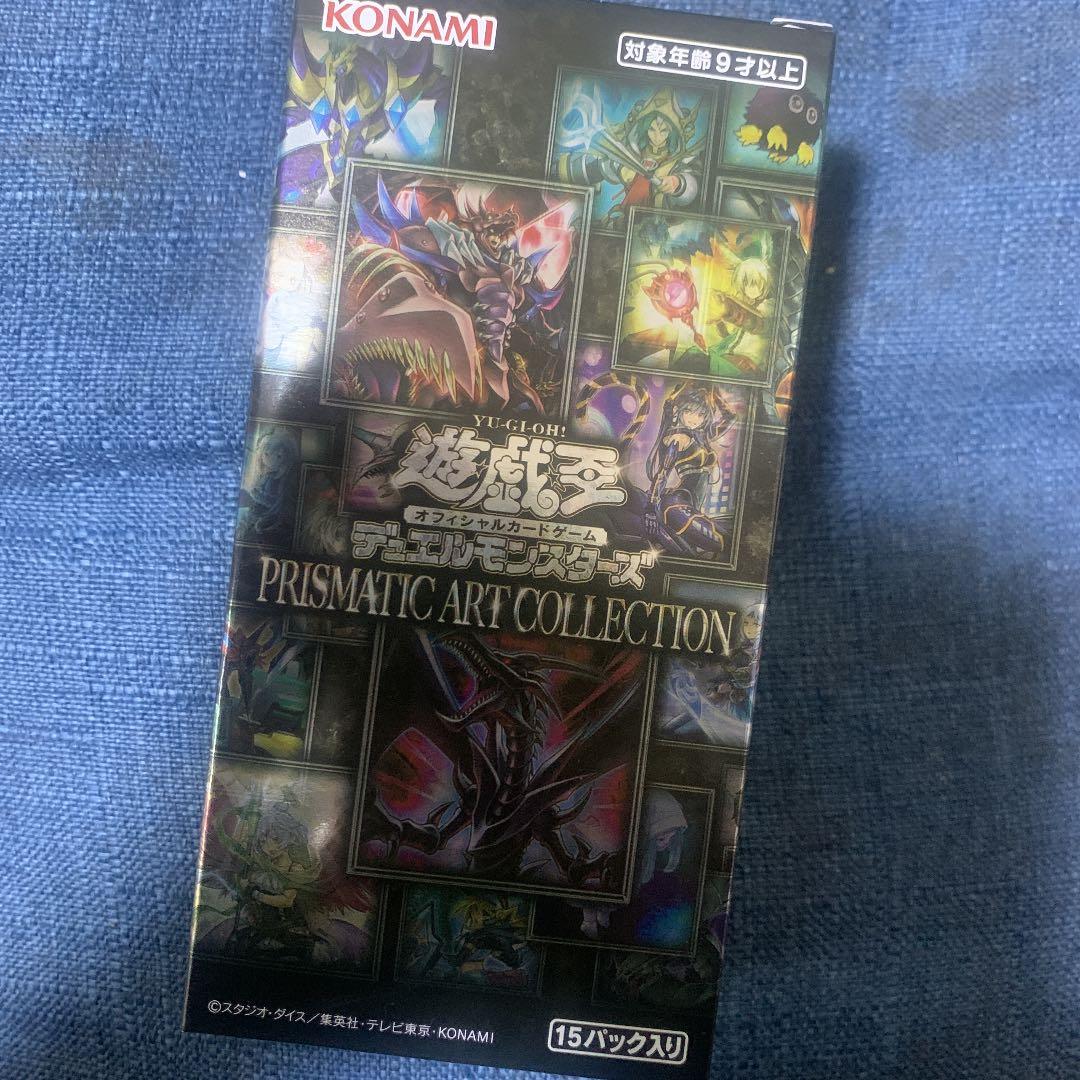 KONAMI
対象年齢9才以上
YU-GI-OH!
遊戯王
オフィシャルカードゲーム
デュエルモンスターズ
PRISMATIC ART COLLECTION
©スタジオ・ダイス/集英社・テレビ東京・KONAMI
15パック入り